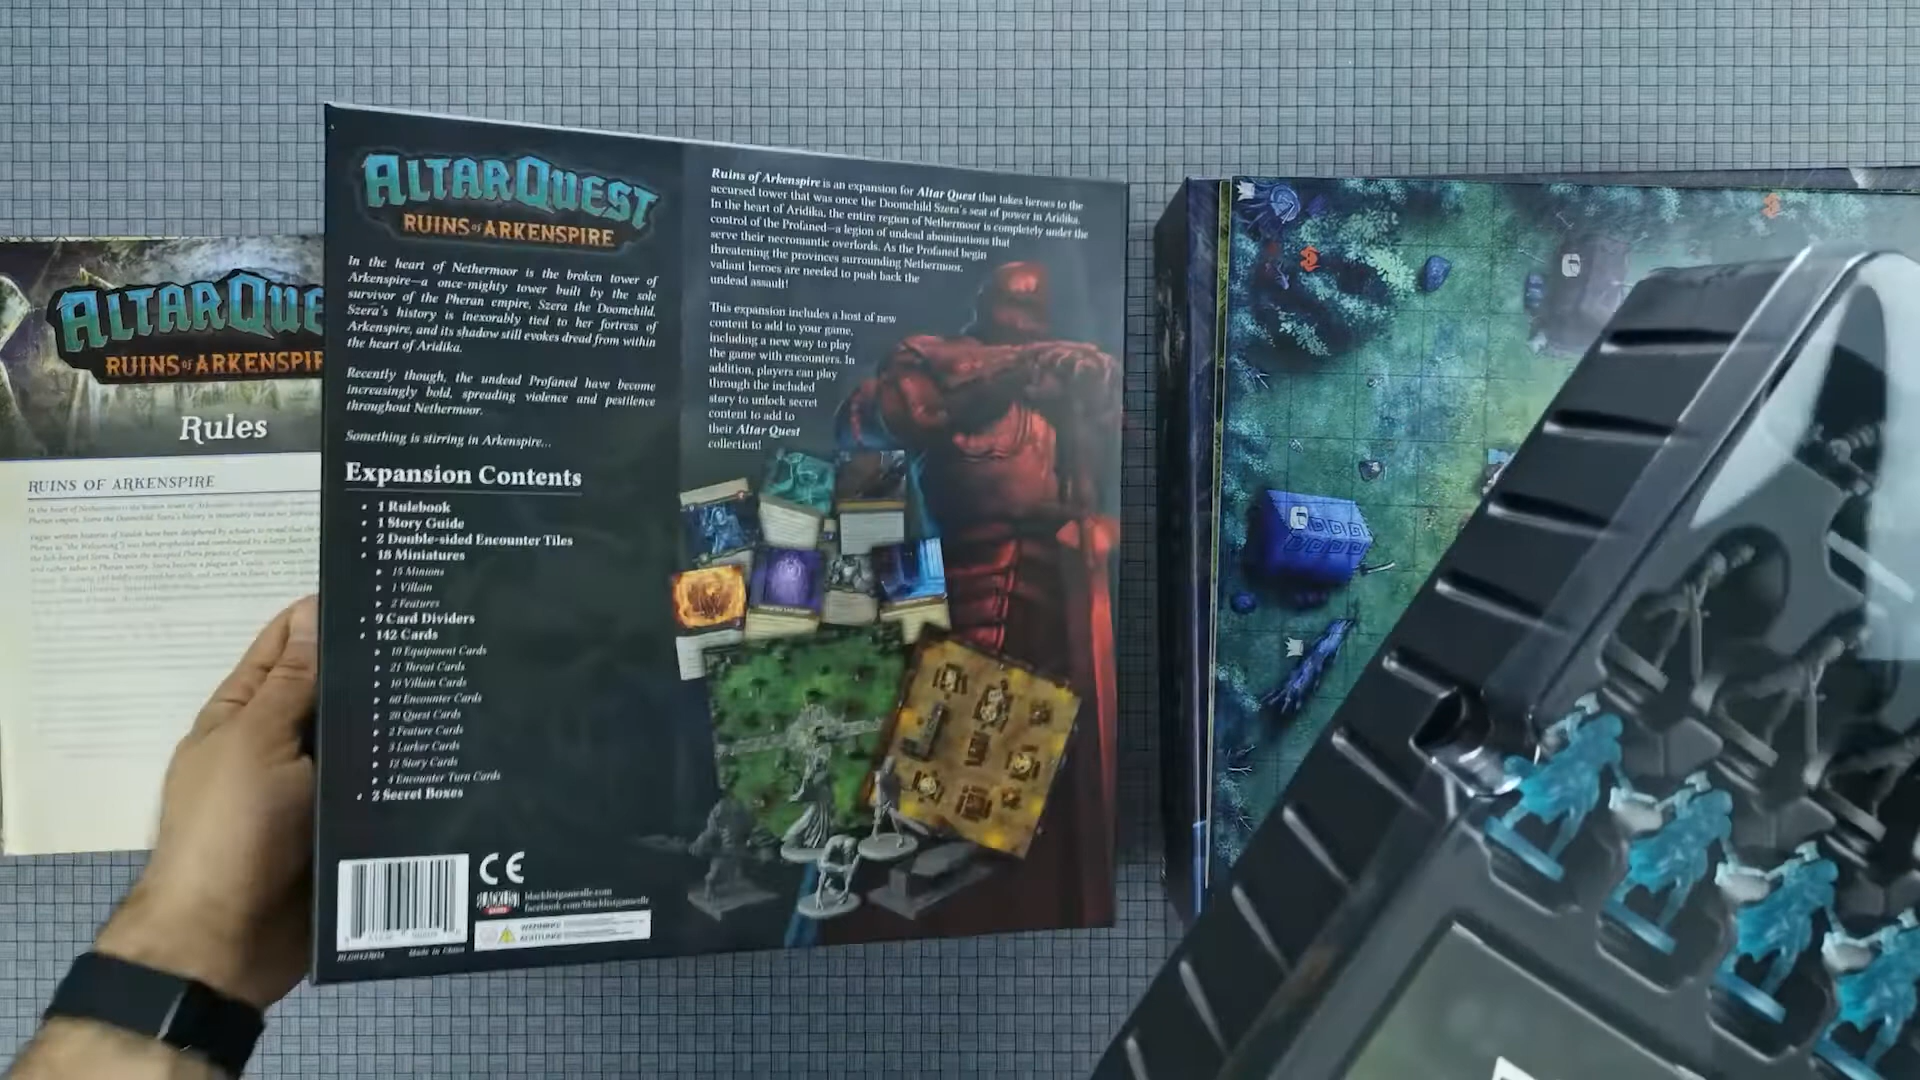 ALTARQUEST
RUINS of ARKENSPIRE
In the heart of Nethermoor is the broken tower of
Arkenspire—a once-mighty tower built by the sole
survivor of the Pheran empire, Szera the Doomchild.
Szera's history is inexorably tied to her fortress of
Arkenspire, and its shadow still evokes dread from within
the heart of Aridika.
Recently though, the undead Profaned have become
increasingly bold, spreading violence and pestilence
throughout Nethermoor.
Something is stirring in Arkenspire...
Expansion Contents
• 1 Rulebook
• 1 Story Guide
• 2 Double-sided Encounter Tiles
• 18 Miniatures
15 Minions
1 Villain
2 Features
• 9 Card Dividers
• 142 Cards
10 Equipment Cards
21 Threat Cards
10 Villain Cards
60 Encounter Cards
20 Quest Cards
2 Feature Cards
3 Lurker Cards
12 Story Cards
4 Encounter Turn Cards
• 2 Secret Boxes
Ruins of Arkenspire is an expansion for Altar Quest that takes heroes to the
accursed tower that was once the Doomchild Szera's seat of power in Aridika.
In the heart of Aridika, the entire region of Nethermoor is completely under the
control of the Profaned—a legion of undead abominations that
serve their necromantic overlords. As the Profaned begin
threatening the provinces surrounding Nethermoor,
valiant heroes are needed to push back the
undead assault!
This expansion includes a host of new
content to add to your game,
including a new way to play
the game with encounters. In
addition, players can play
through the included
story to unlock secret
content to add to
their Altar Quest
collection!
CE
BLACKLIST
GAMES
blacklistgamesllc.com
facebook.com/blacklistgamesllc
WARNING!
ACHTUNG!
Made in China
ALTARQUE
RUINS of ARKENSPIR
Rules
RUINS OF ARKENSPIRE